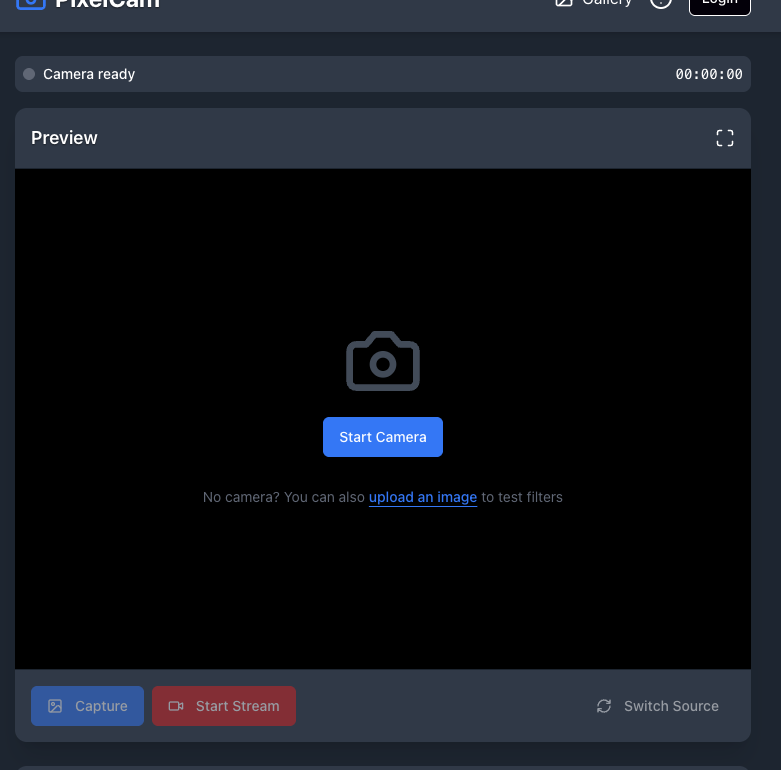 PixelCam Gallery Login
Camera ready 00:00:00
Preview
Start Camera
No camera? You can also upload an image to test filters
Capture Start Stream Switch Source